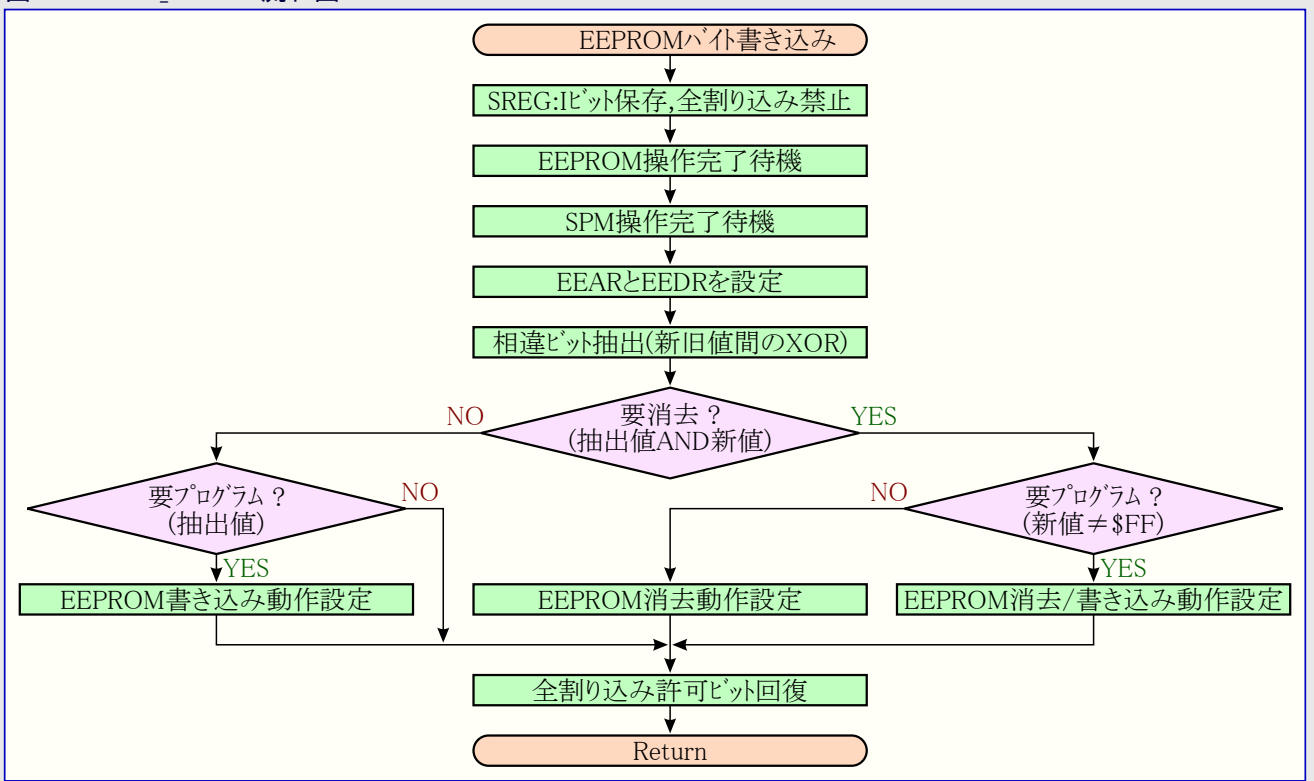 EEPROMバイト書き込み
SREG:Iビット保存,全割り込み禁止
EEPROM操作完了待機
SPM操作完了待機
EEARとEEDRを設定
相違ビット抽出(新旧値間のXOR)
要消去 ?
(抽出値AND新値)
NO
YES
要プログラム ?
(抽出値)
NO
YES
要プログラム ?
(新値≠$FF)
NO
YES
EEPROM書き込み動作設定
EEPROM消去動作設定
EEPROM消去/書き込み動作設定
全割り込み許可ビット回復
Return